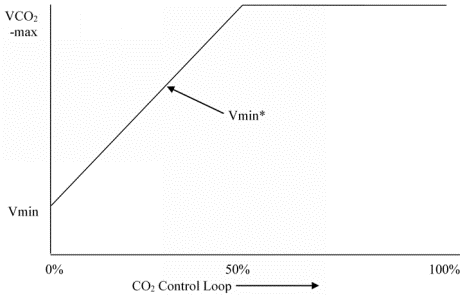 VCO₂
-max
Vmin*
Vmin
0%
50%
100%
CO₂ Control Loop